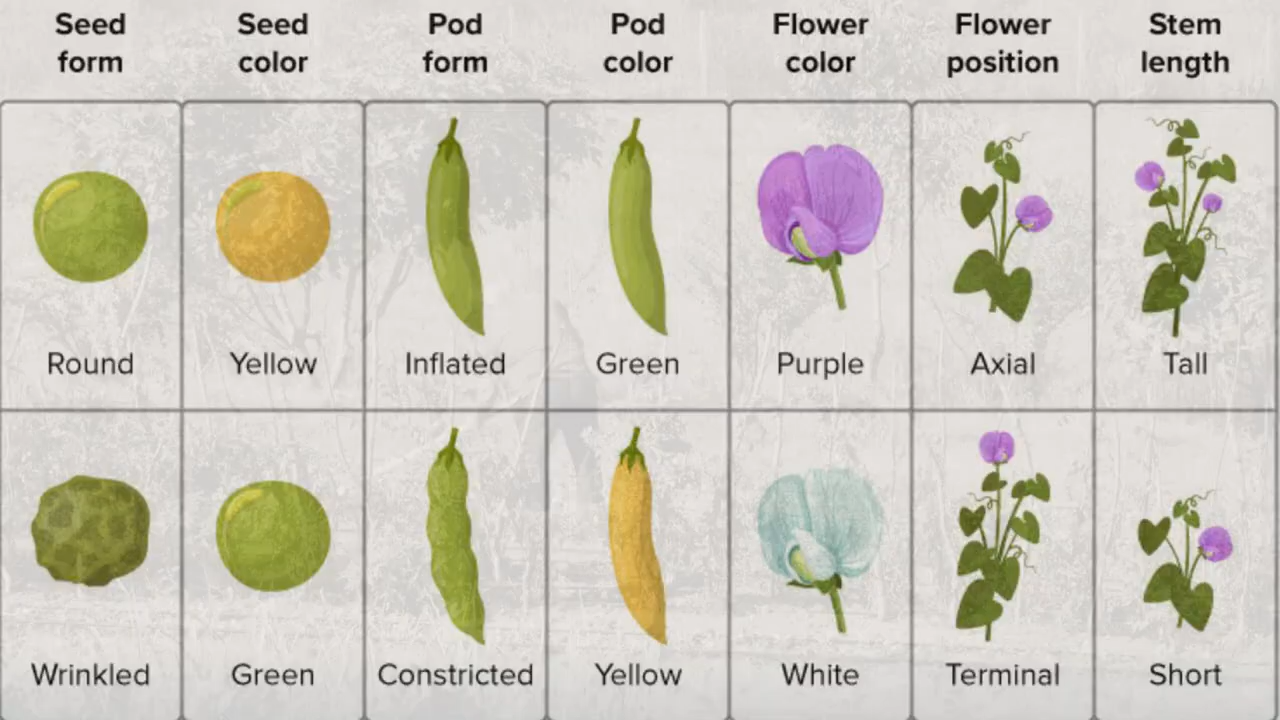 Seed form
Seed color
Pod form
Pod color
Flower color
Flower position
Stem length
Round
Yellow
Inflated
Green
Purple
Axial
Tall
Wrinkled
Green
Constricted
Yellow
White
Terminal
Short